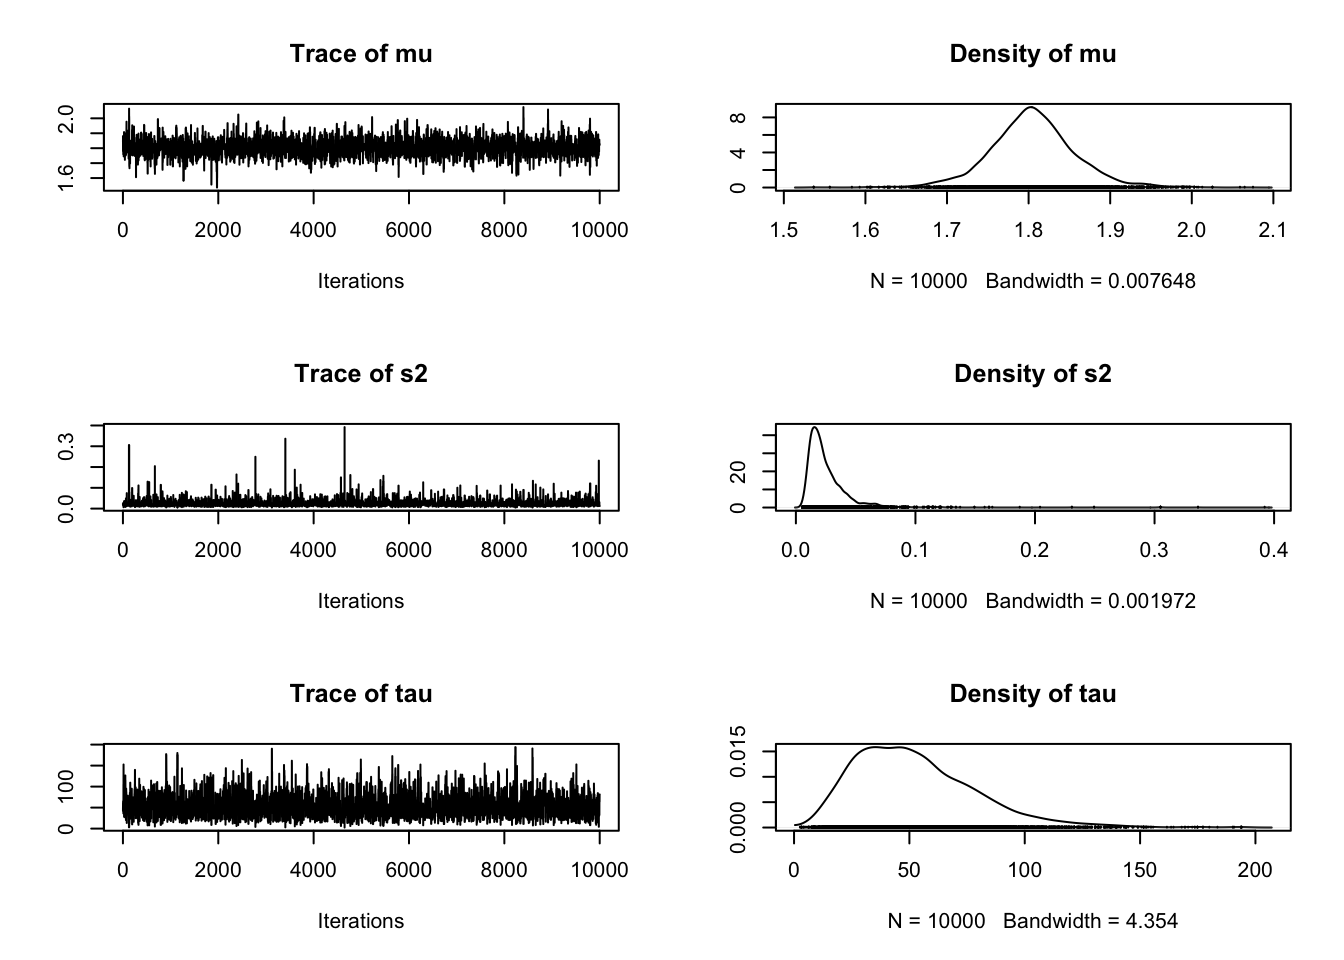 Trace of mu
2.0
1.6
0 2000 4000 6000 8000 10000
Iterations
Density of mu
8
4
0
1.5 1.6 1.7 1.8 1.9 2.0 2.1
N = 10000 Bandwidth = 0.007648
Trace of s2
0.3
0.0
0 2000 4000 6000 8000 10000
Iterations
Density of s2
20
0
0.0 0.1 0.2 0.3 0.4
N = 10000 Bandwidth = 0.001972
Trace of tau
100
0
0 2000 4000 6000 8000 10000
Iterations
Density of tau
0.015
0.000
0 50 100 150 200
N = 10000 Bandwidth = 4.354